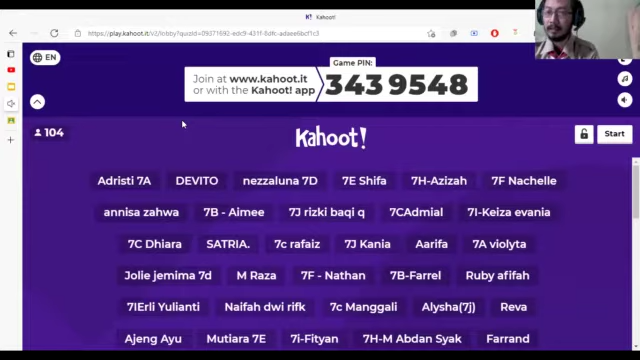 Kahoot!
https://play.kahoot.it/v2/lobby?quizId=09371692-edc9-431f-
EN
Game PIN:
Join at www.kahoot.it
or with the Kahoot! app
343 9548
104
Kahoot!
Start
Adristi 7A DEVITO nezzaluna 7D 7E Shifa 7H-Azizah 7F Nachelle
annisa zahwa 7B - Aimee 7J rizki baqi q 7CAdmial 7I-Keiza evania
7C Dhiara SATRIA. 7c rafaiz 7J Kania Aarifa 7A violyta
Jolie jemima 7d M Raza 7F - Nathan 7B-Farrel Ruby afifah
7IErli Yulianti Naifah dwi rifk 7c Manggali Alysha(7j) Reva
Ajeng Ayu Mutiara 7E 7i-Fityan 7H-M Abdan Syak Farrand